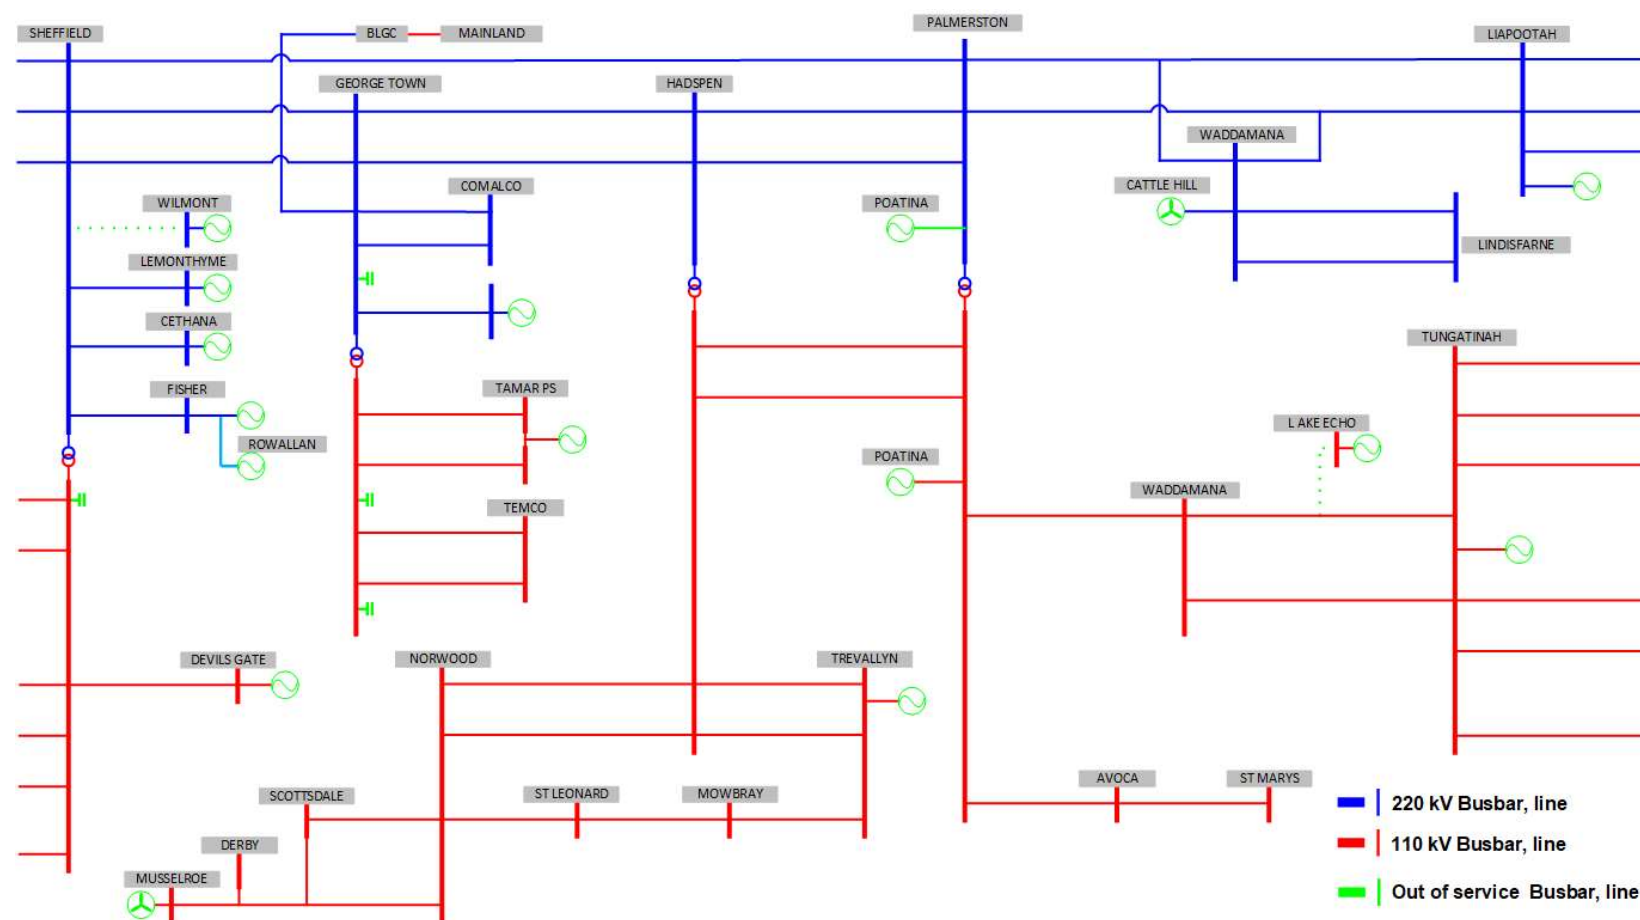 PALMERSTON
SHEFFIELD
BLGC
MAINLAND
LIAPOOTAH
GEORGE TOWN
HADSPEN
WADDAMANA
COMALCO
CATTLE HILL
WILMONT
POATINA
LINDISFARNE
LEMONTHYME
CETHANA
TUNGATINAH
FISHER
TAMAR PS
LAKE ECHO
ROWALLAN
POATINA
WADDAMANA
TEMCO
DEVILS GATE
NORWOOD
TREVALLYN
AVOCA
ST MARYS
SCOTTSDALE
ST LEONARD
MOWBRAY
220 kV Busbar, line
DERBY
110 kV Busbar, line
MUSSELROE
Out of service Busbar, line